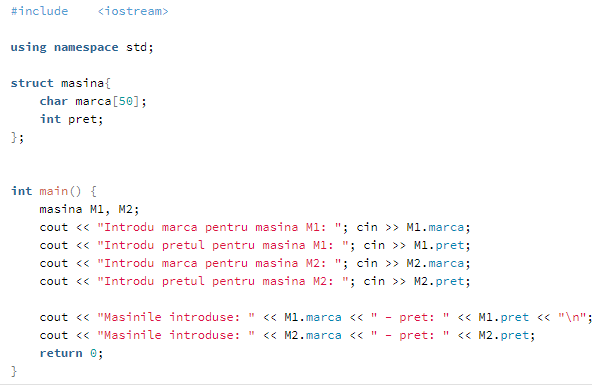 #include    <iostream>
using namespace std;
struct masina{
    char marca[50];
    int pret;
};
int main() {
    masina M1, M2;
    cout << "Introdu marca pentru masina M1: "; cin >> M1.marca;
    cout << "Introdu pretul pentru masina M1: "; cin >> M1.pret;
    cout << "Introdu marca pentru masina M2: "; cin >> M2.marca;
    cout << "Introdu pretul pentru masina M2: "; cin >> M2.pret;
    cout << "Masinile introduse: " << M1.marca << " - pret: " << M1.pret << "\n";
    cout << "Masinile introduse: " << M2.marca << " - pret: " << M2.pret;
    return 0;
}